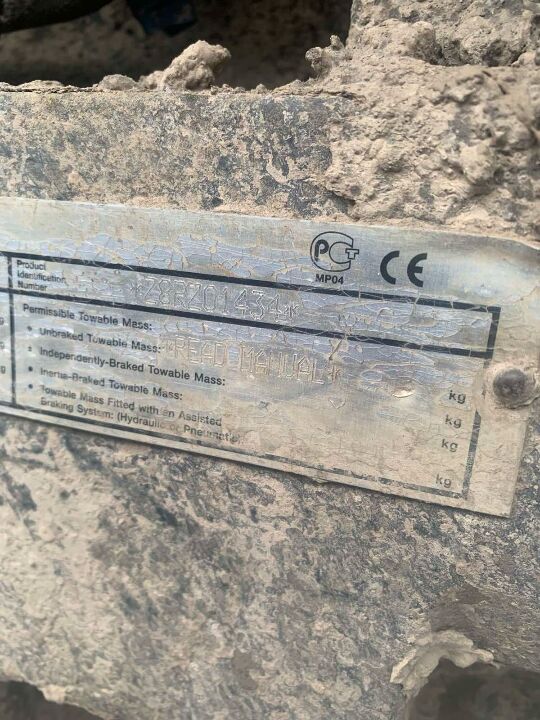 PCT
MP04
CE
Product
Identification
Number
*Z8RZ01434*
Permissible Towable Mass:
• Unbraked Towable Mass: *READ MANUAL* kg
• Independently-Braked Towable Mass: kg
• Inertia-Braked Towable Mass: kg
• Towable Mass Fitted with an Assisted
Braking System: (Hydraulic or Pneumatic) kg